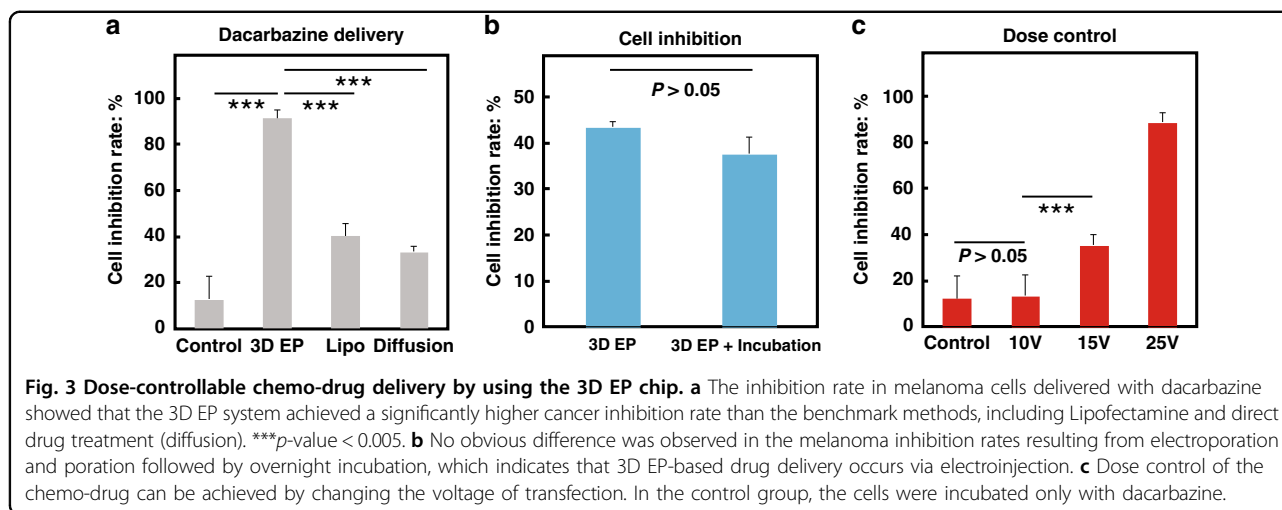 a
Dacarbazine delivery
Cell inhibition rate: %
100
80
60
40
20
0
***
***
***
Control 3D EP Lipo Diffusion
b
Cell inhibition
Cell inhibition rate: %
50
40
30
20
10
0
P > 0.05
3D EP 3D EP + Incubation
c
Dose control
Cell inhibition rate: %
100
80
60
40
20
0
P > 0.05
***
Control 10V 15V 25V
Fig. 3 Dose-controllable chemo-drug delivery by using the 3D EP chip. a The inhibition rate in melanoma cells delivered with dacarbazine
showed that the 3D EP system achieved a significantly higher cancer inhibition rate than the benchmark methods, including Lipofectamine and direct
drug treatment (diffusion). ***p-value < 0.005. b No obvious difference was observed in the melanoma inhibition rates resulting from electroporation
and poration followed by overnight incubation, which indicates that 3D EP-based drug delivery occurs via electroinjection. c Dose control of the
chemo-drug can be achieved by changing the voltage of transfection. In the control group, the cells were incubated only with dacarbazine.